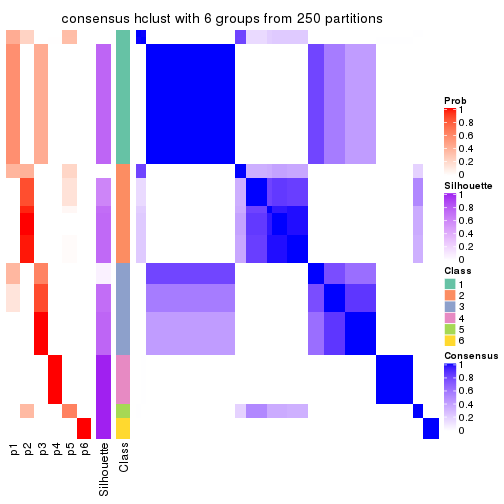 consensus hclust with 6 groups from 250 partitions
Prob
1
0.8
0.6
0.4
0.2
0
Silhouette
1
0.8
0.6
0.4
0.2
0
Class
1
2
3
4
5
6
Consensus
1
0.8
0.6
0.4
0.2
0
p1
p2
p3
p4
p5
p6
Silhouette
Class